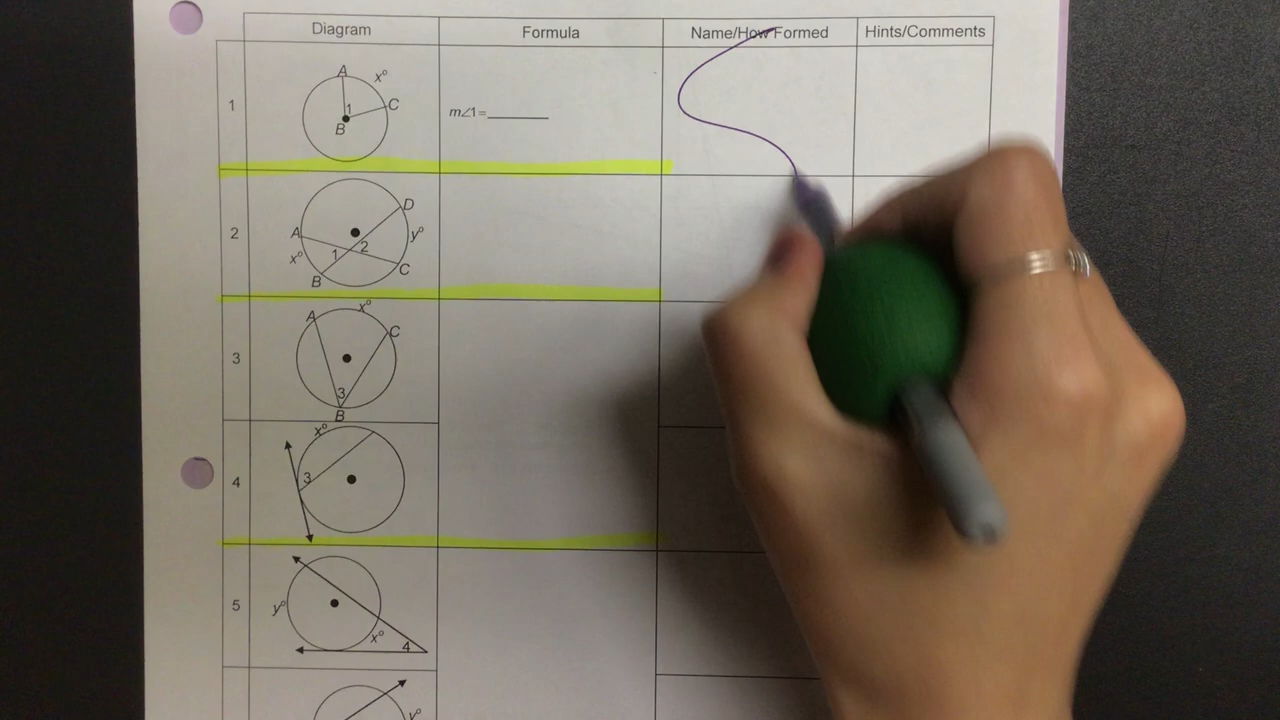 Diagram Formula Name/How Formed Hints/Comments
1 A x° 1 C B m∠1=______
2 D A 2 y° 1 x° C B
3 x° A C 3 B
4 x° 3
5 y° x° 4
y°